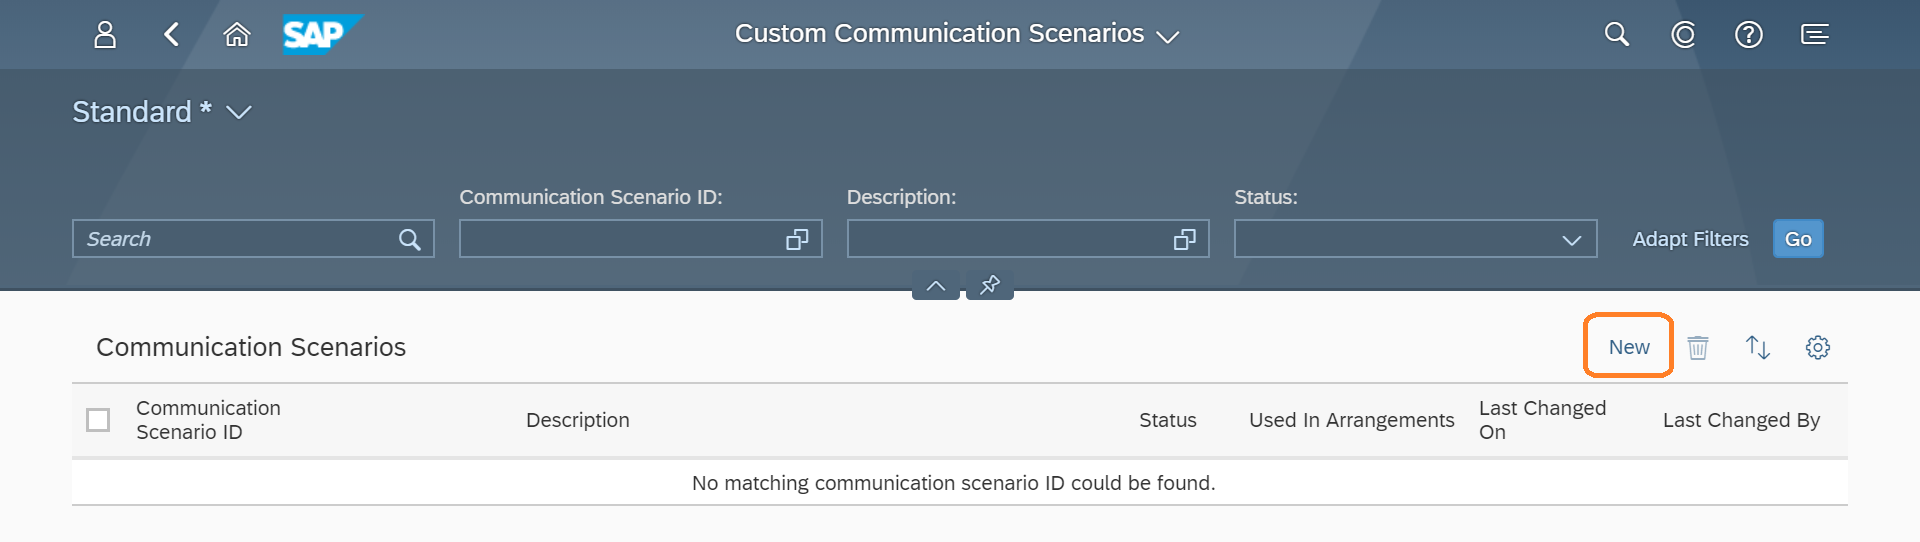 SAP
Custom Communication Scenarios
Standard *
Communication Scenario ID:
Description:
Status:
Search
Adapt Filters
Go
Communication Scenarios
New
Communication
Scenario ID
Description
Status
Used In Arrangements
Last Changed
On
Last Changed By
No matching communication scenario ID could be found.